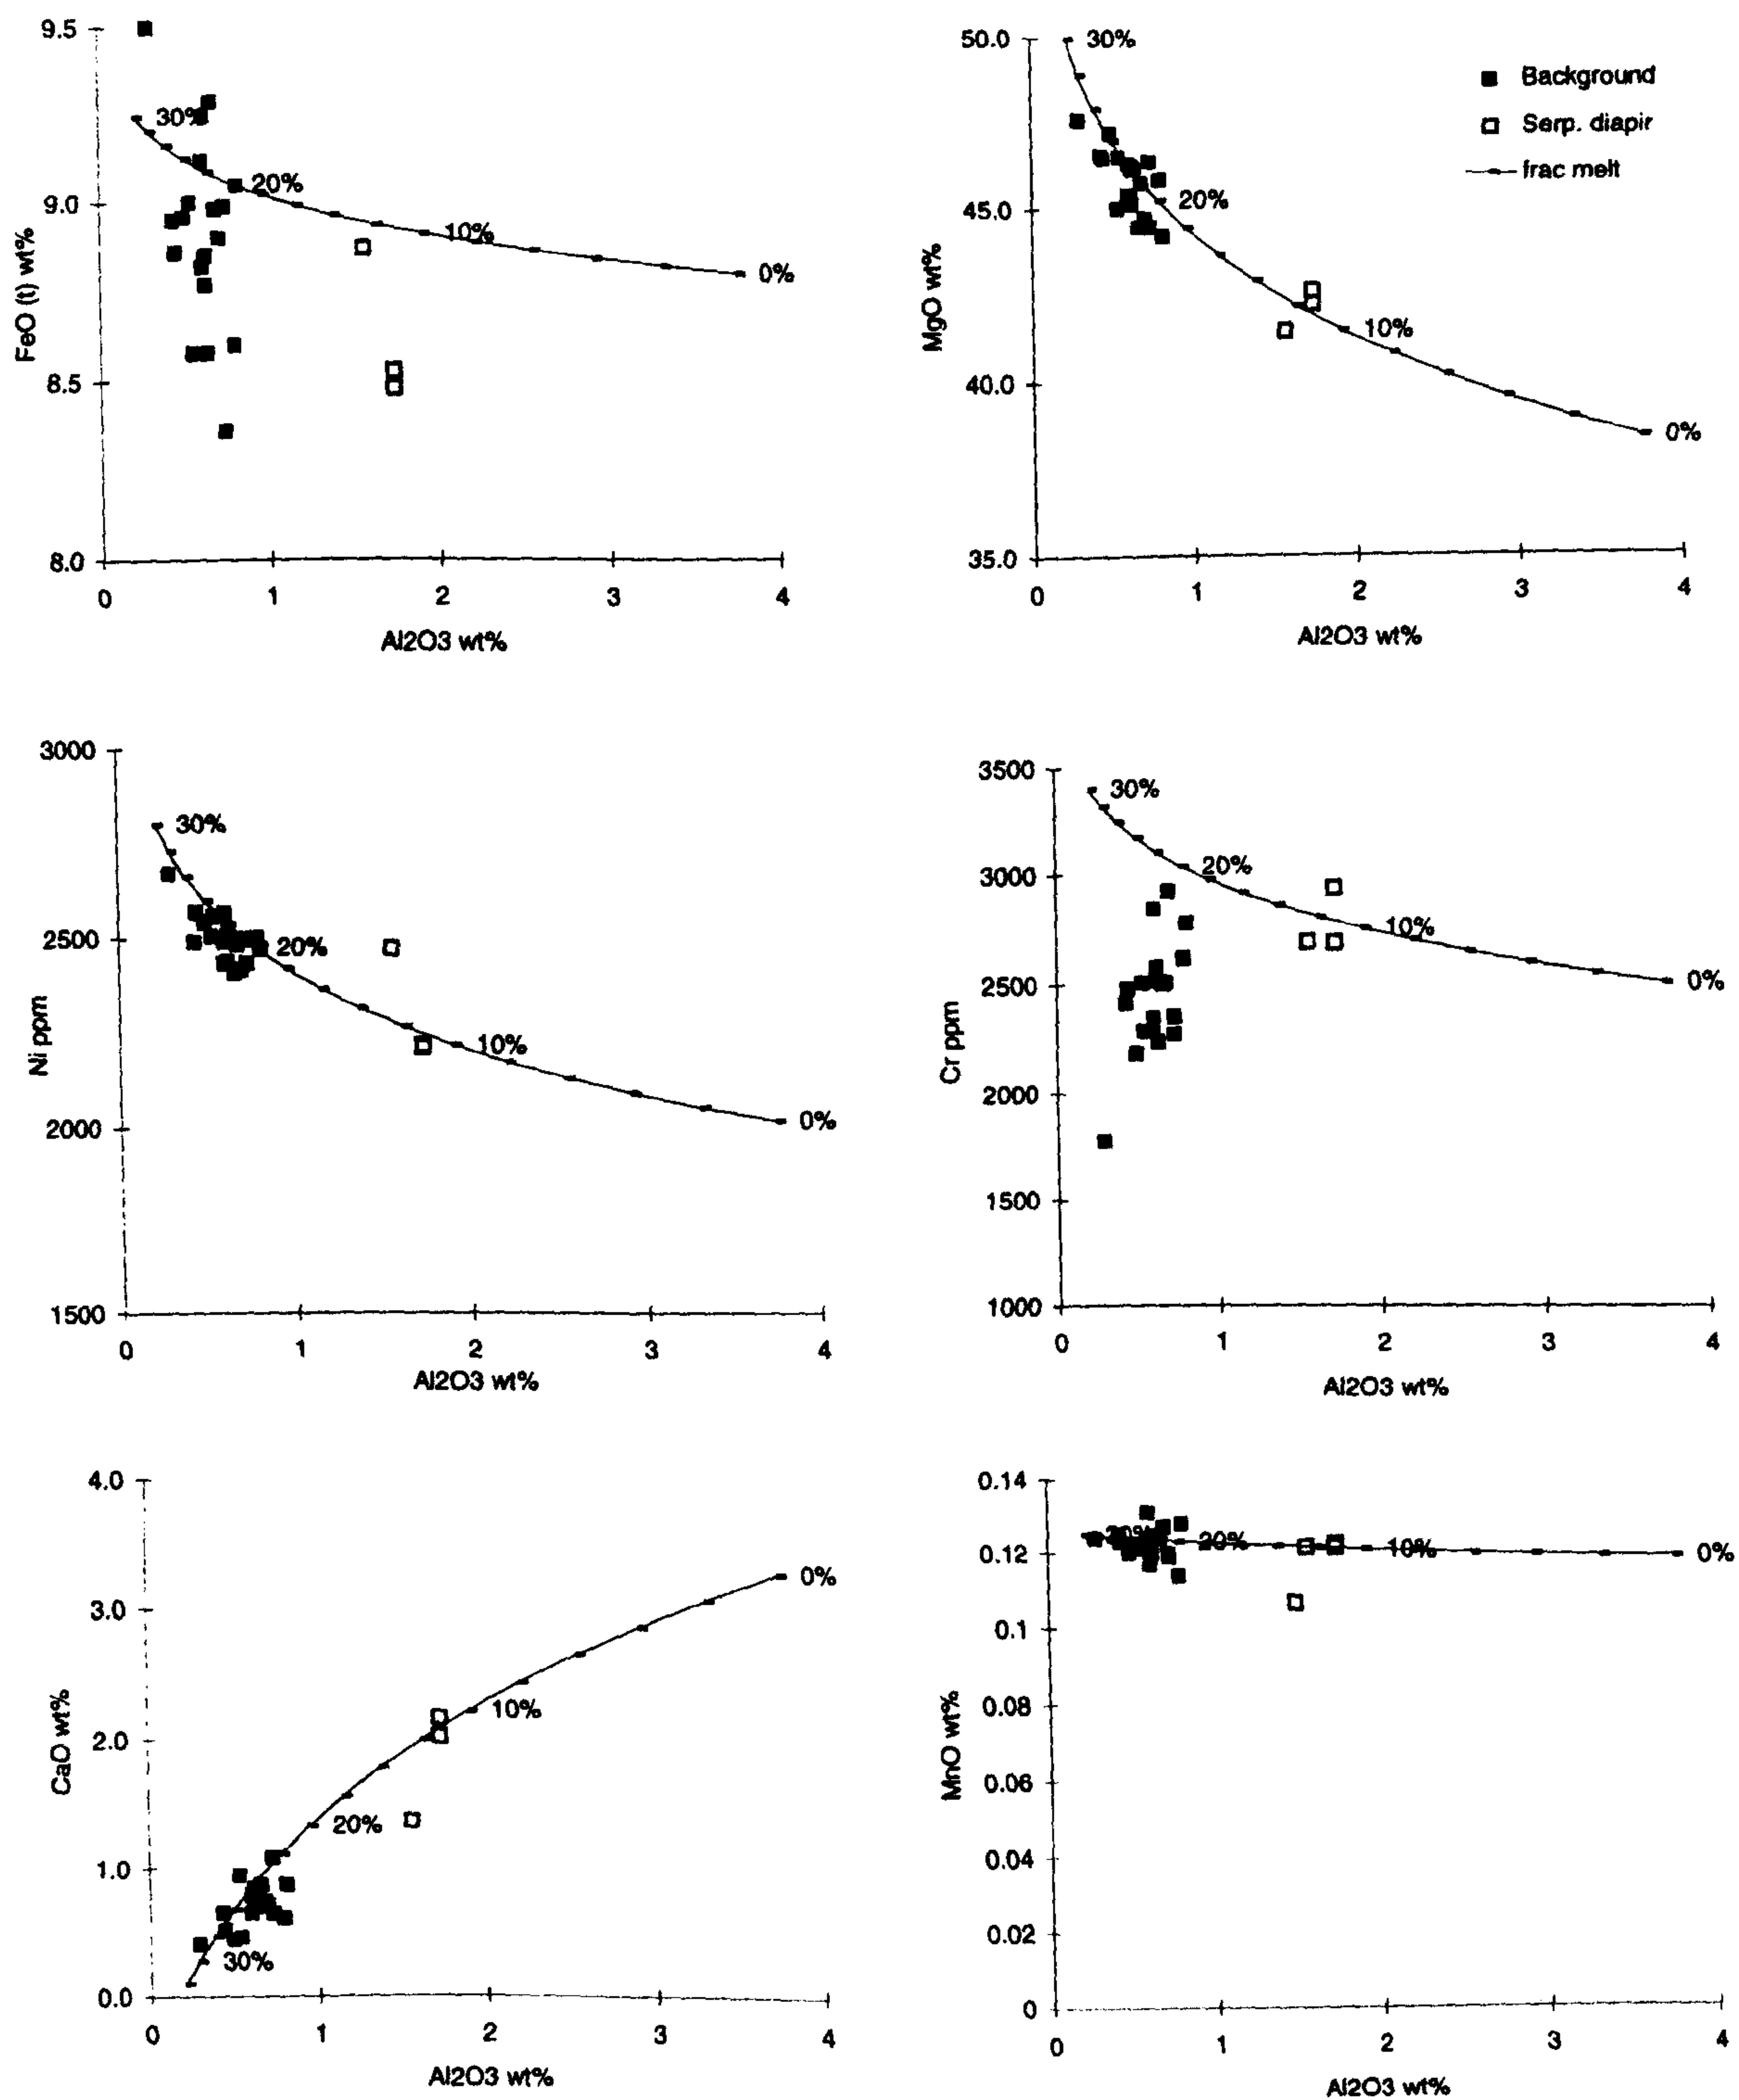 9.5
9.0
8.5
8.0
FeO (t) wt%
30%
20%
10%
0%
0 1 2 3 4
Al2O3 wt%
50.0
45.0
40.0
35.0
MgO wt%
30%
20%
10%
0%
Background
Serp. diapir
frac melt
0 1 2 3 4
Al2O3 wt%
3000
2500
2000
1500
Ni ppm
30%
20%
10%
0%
0 1 2 3 4
Al2O3 wt%
3500
3000
2500
2000
1500
1000
Cr ppm
30%
20%
10%
0%
0 1 2 3 4
Al2O3 wt%
4.0
3.0
2.0
1.0
0.0
CaO wt%
0%
10%
20%
30%
0 1 2 3 4
Al2O3 wt%
0.14
0.12
0.1
0.08
0.06
0.04
0.02
0
MnO wt%
30%
20%
10%
0%
0 1 2 3 4
Al2O3 wt%